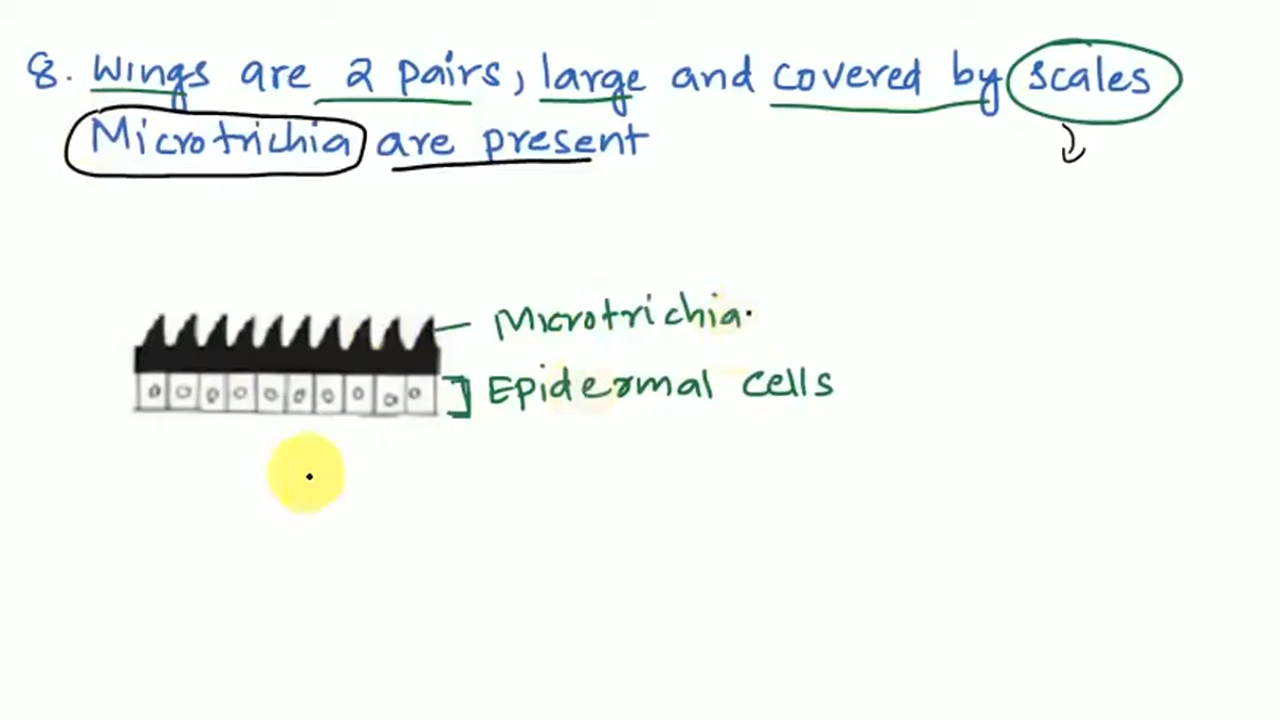 8. Wings are 2 pairs, large and covered by scales
Microtrichia are present
Microtrichia.
Epidermal cells